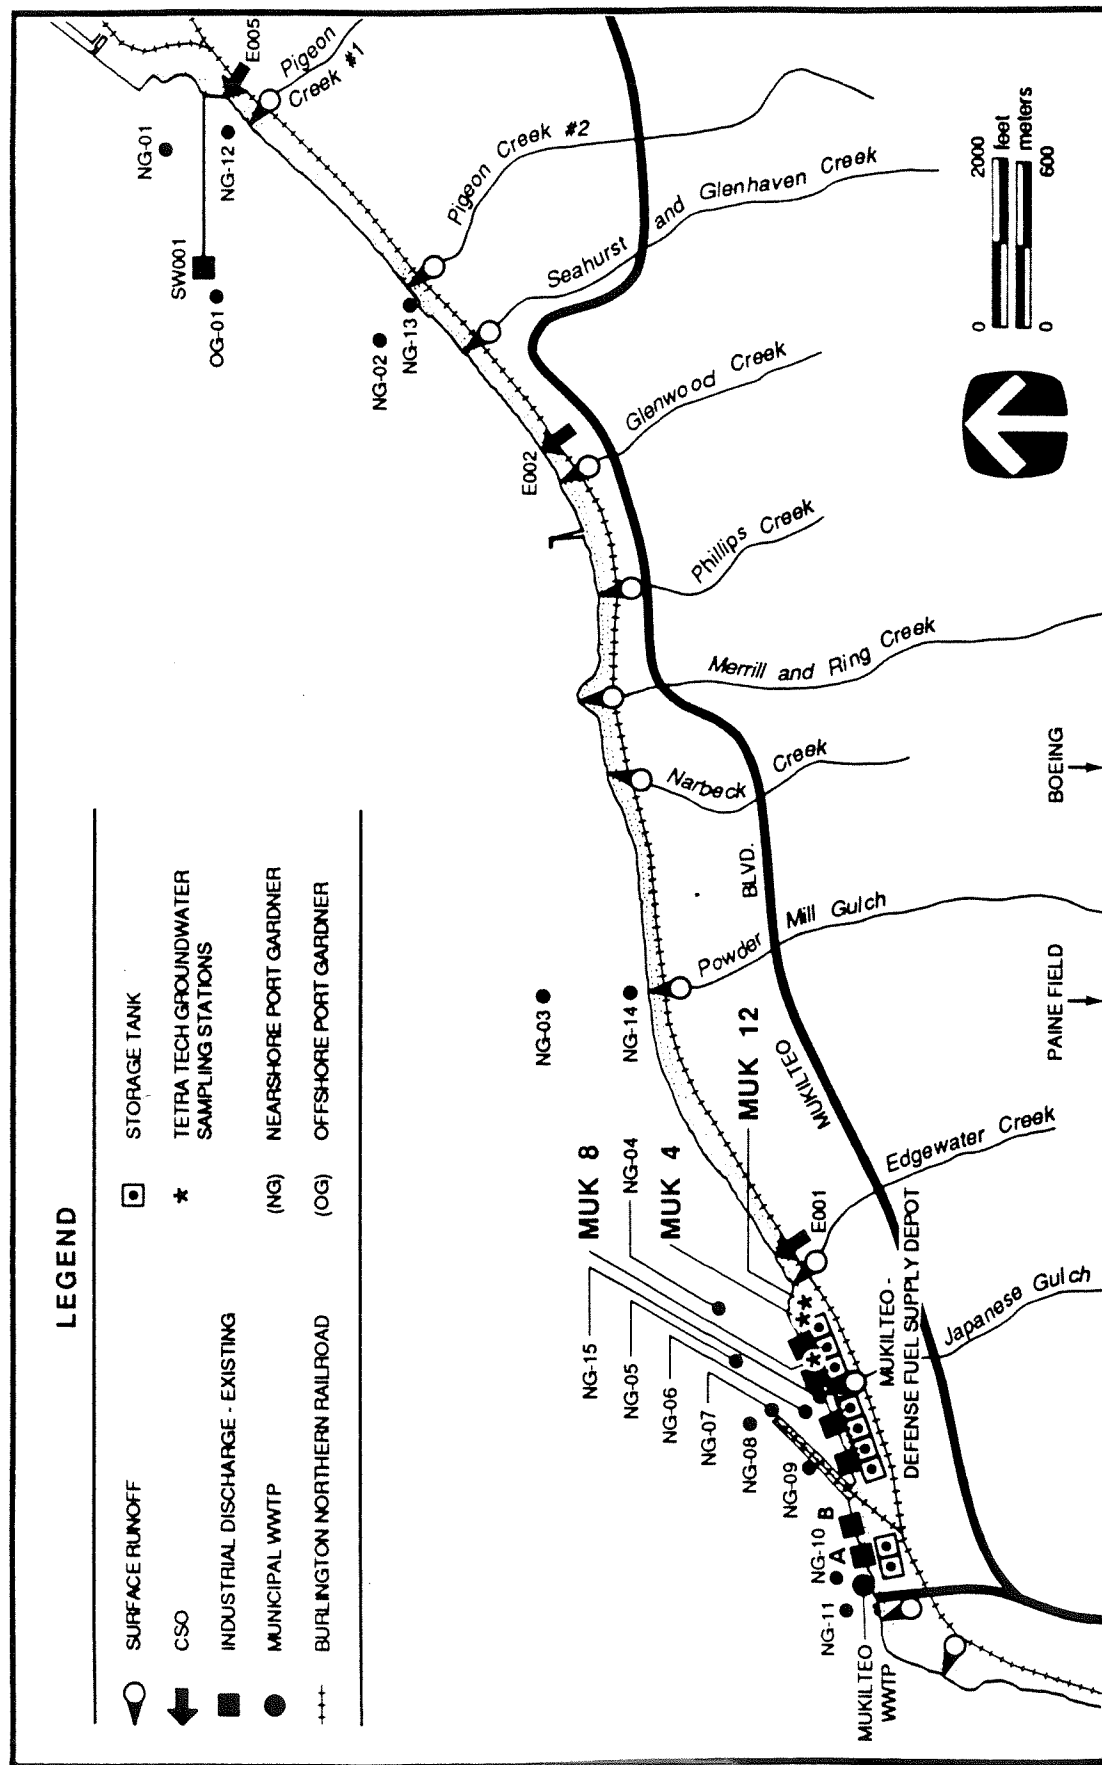 LEGEND
SURFACE RUNOFF
CSO
INDUSTRIAL DISCHARGE - EXISTING
MUNICIPAL WWTP
BURLINGTON NORTHERN RAILROAD
STORAGE TANK
TETRA TECH GROUNDWATER
SAMPLING STATIONS
(NG) NEARSHORE PORT GARDNER
(OG) OFFSHORE PORT GARDNER
NG-01
NG-12
SW001
OG-01
E005
Pigeon
Creek #1
Pigeon Creek #2
NG-02
NG-13
Seahurst and Glenhaven Creek
E002
Glenwood Creek
Phillips Creek
Merrill and Ring Creek
Narbeck Creek
NG-03
NG-14
Powder Mill Gulch
MUKILTEO
BLVD.
BOEING
PAINE FIELD
MUK 12
MUK 8
NG-04
MUK 4
NG-15
NG-05
NG-06
NG-07
NG-08
NG-09
NG-10
A
B
NG-11
E001
Edgewater Creek
MUKILTEO -
DEFENSE FUEL SUPPLY DEPOT
Japanese Gulch
MUKILTEO
WWTP
0 2000
feet
meters
0 600